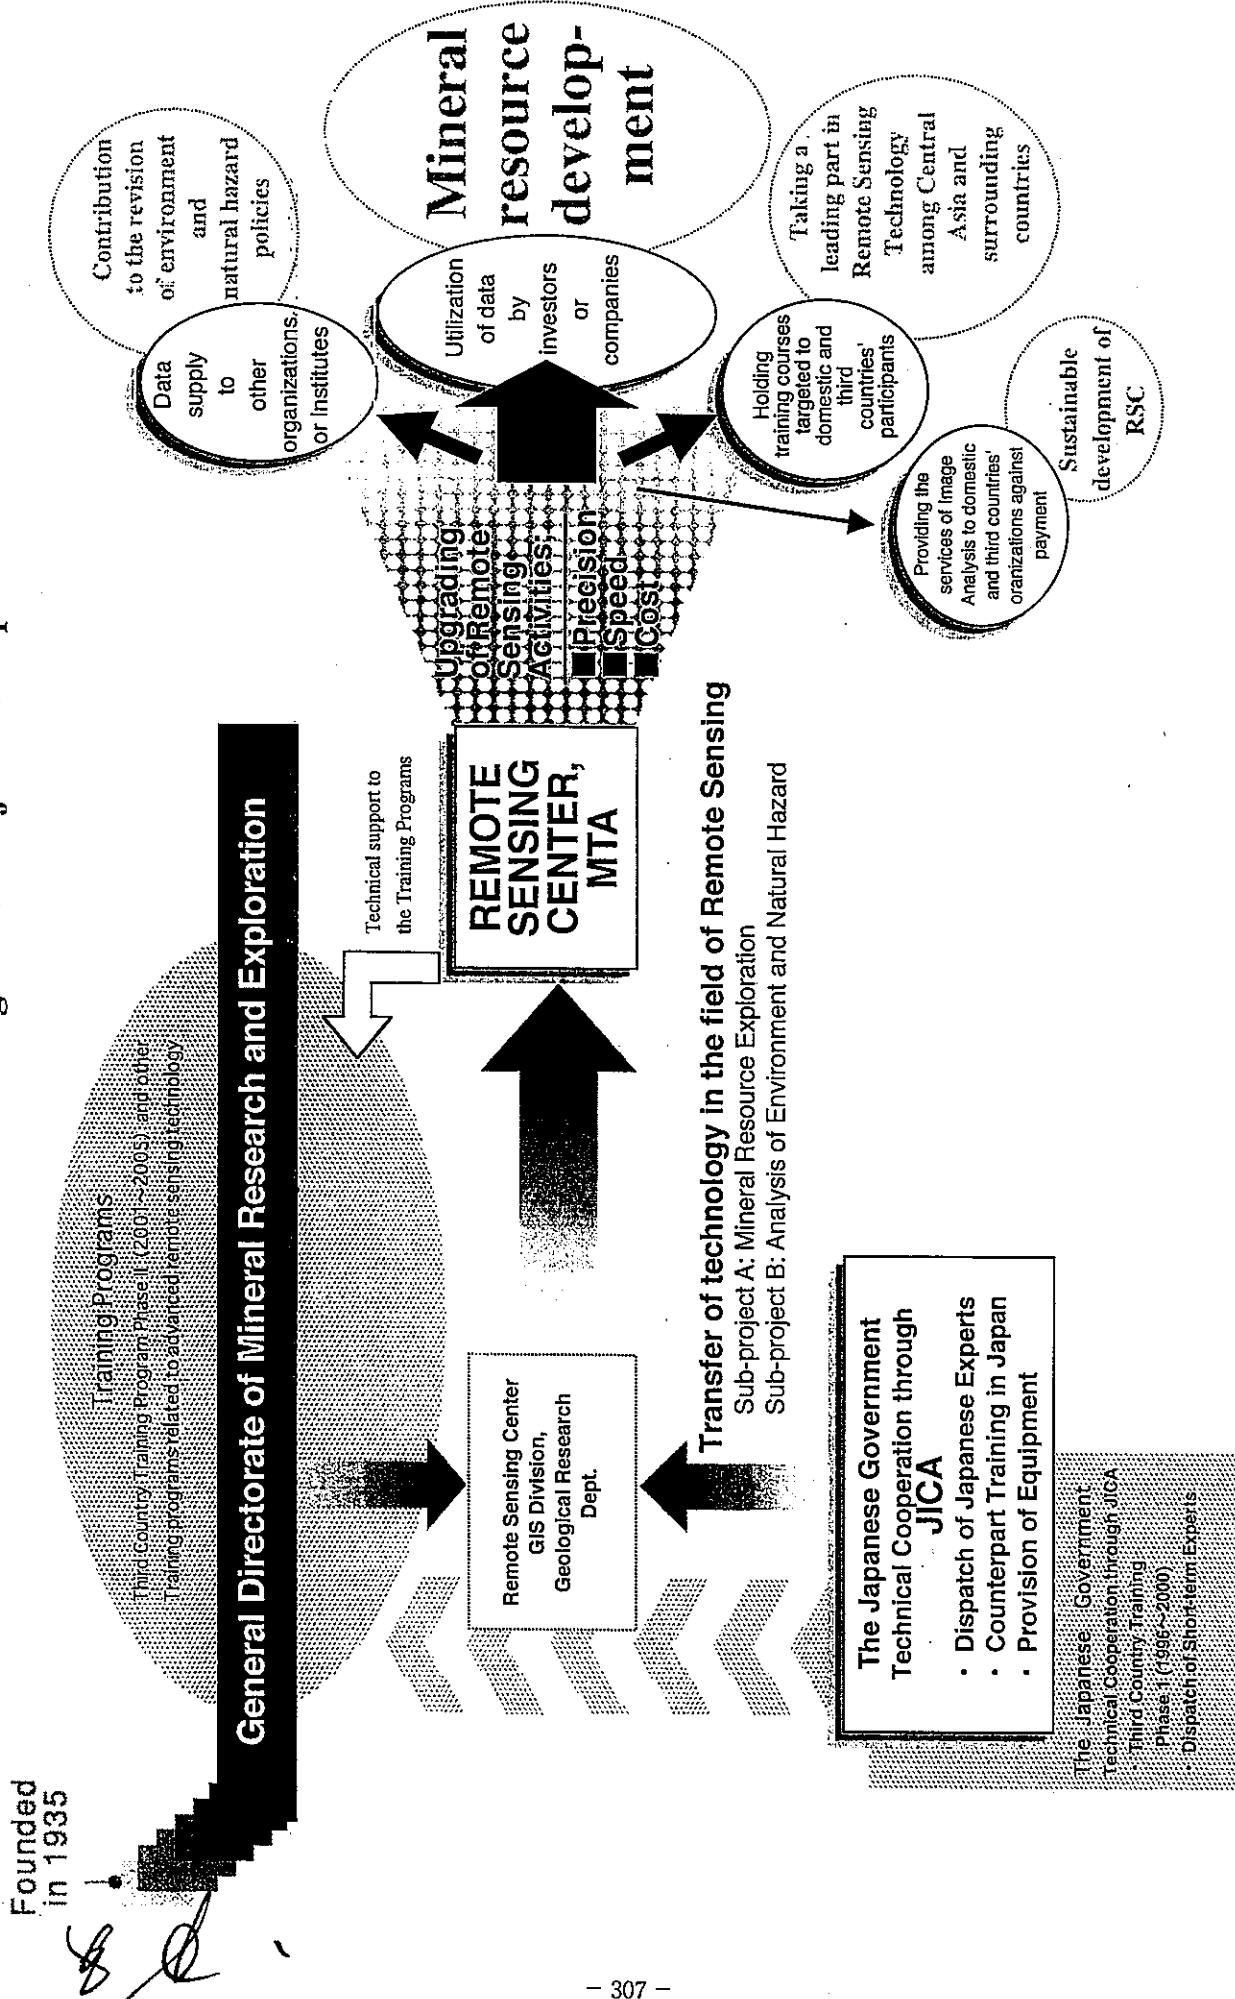 Founded
in 1935
Training Programs
Third Country Training Program Phase II (2001~2005) and other
Training programs related to advanced remote sensing technology
General Directorate of Mineral Research and Exploration
Technical support to
the Training Programs
Remote Sensing Center
GIS Division,
Geological Research
Dept.
REMOTE
SENSING
CENTER,
MTA
Upgrading
of Remote
Sensing
Activities;
■ Precision
■ Speed
■ Cost
Transfer of technology in the field of Remote Sensing
Sub-project A: Mineral Resource Exploration
Sub-project B: Analysis of Environment and Natural Hazard
The Japanese Government
Technical Cooperation through
JICA
· Dispatch of Japanese Experts
· Counterpart Training in Japan
· Provision of Equipment
The Japanese Government
Technical Cooperation through JICA
· Third Country Training
Phase 1(1996~2000)
· Dispatch of Short-term Experts
Data
supply
to
other
organizations.
or Institutes
Contribution
to the revision
of environment
and
natural hazard
policies
Utilization
of data
by
investors
or
companies
Mineral
resource
develop-
ment
Holding
training courses
targeted to
domestic and
third
countries'
participants
Taking a
leading part in
Remote Sensing
Technology
among Central
Asia and
surrounding
countries
Providing the
services of Image
Analysis to domestic
and third countries'
oranizations against
payment
Sustainable
development of
RSC
− 307 −